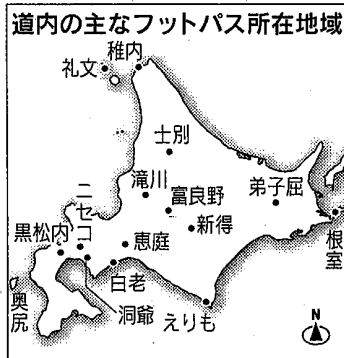 道内の主なフットパス所在地域
稚内
礼文
士別
滝川
富良野
弟子屈
ニセコ
新得
黒松内
恵庭
根室
白老
奥尻
洞爺
えりも
N